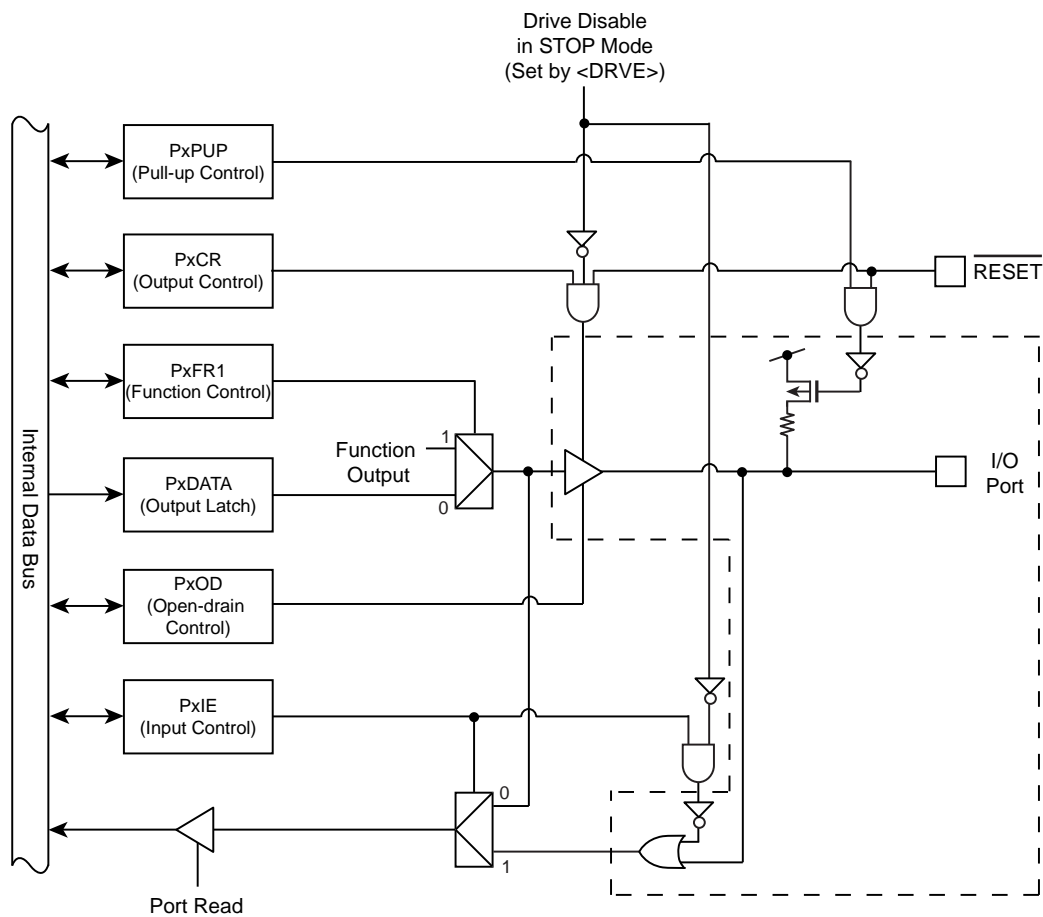 Drive Disable
in STOP Mode
(Set by <DRVE>)
PxPUP
(Pull-up Control)
PxCR
(Output Control)
RESET
PxFR1
(Function Control)
Function
Output
1
0
PxDATA
(Output Latch)
I/O
Port
Internal Data Bus
PxOD
(Open-drain
Control)
PxIE
(Input Control)
0
1
Port Read